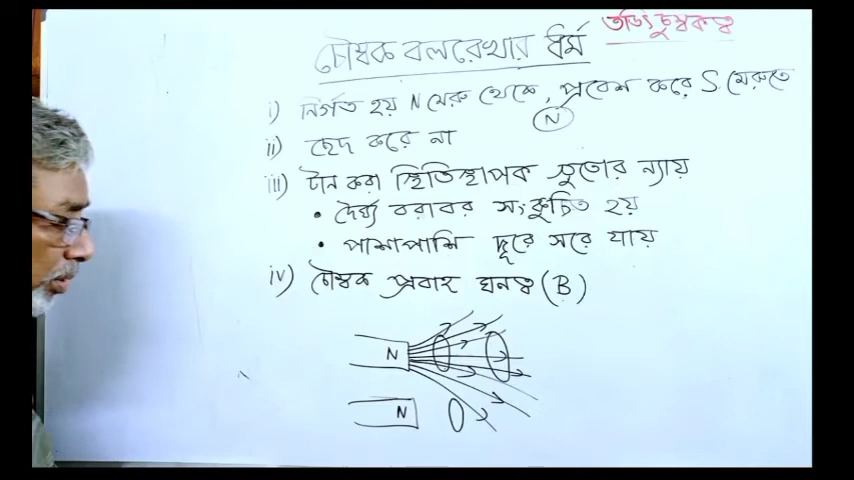 তড়িৎ চুম্বকত্ব
চৌম্বক বলরেখার ধর্ম
i) নির্গত হয় N মেরু থেকে, প্রবেশ করে S মেরুতে
N
ii) ছেদ করে না
iii) টান করা স্থিতিস্থাপক সুতোর ন্যায়
• দৈর্ঘ্য বরাবর সংকুচিত হয়
• পাশাপাশি দূরে সরে যায়
iv) চৌম্বক প্রবাহ ঘনত্ব (B)
N
N